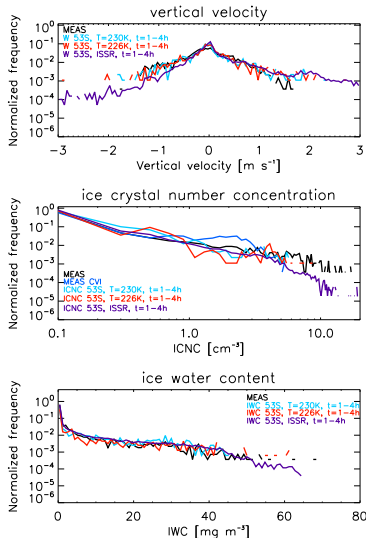 vertical velocity
Normalized frequency
10⁰
10⁻¹
10⁻²
10⁻³
10⁻⁴
10⁻⁵
10⁻⁶
MEAS
W 53S, T=230K, t=1−4h
W 53S, T=226K, t=1−4h
W 53S, ISSR, t=1−4h
−3 −2 −1 0 1 2 3
Vertical velocity [m s⁻¹]
ice crystal number concentration
Normalized frequency
10⁰
10⁻¹
10⁻²
10⁻³
10⁻⁴
10⁻⁵
10⁻⁶
MEAS
MEAS CVI
ICNC 53S, T=230K, t=1−4h
ICNC 53S, T=226K, t=1−4h
ICNC 53S, ISSR, t=1−4h
0.1 1.0 10.0
ICNC [cm⁻³]
ice water content
Normalized frequency
10⁰
10⁻¹
10⁻²
10⁻³
10⁻⁴
10⁻⁵
10⁻⁶
MEAS
IWC 53S, T=230K, t=1−4h
IWC 53S, T=226K, t=1−4h
IWC 53S, ISSR, t=1−4h
0 20 40 60 80
IWC [mg m⁻³]